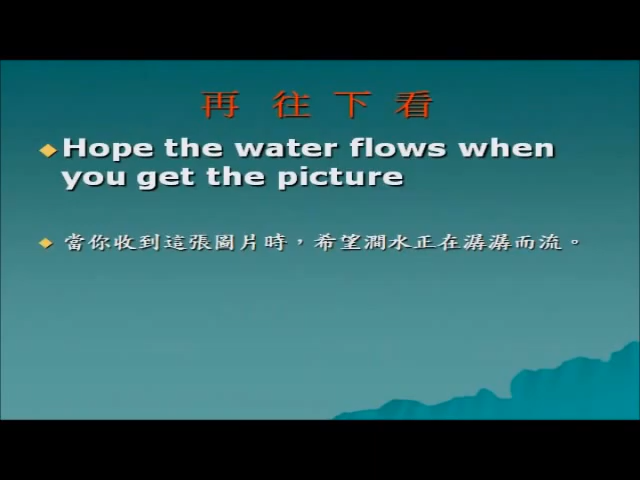 再往下看
Hope the water flows when
you get the picture
當你收到這張圖片時，希望澗水正在潺潺而流。